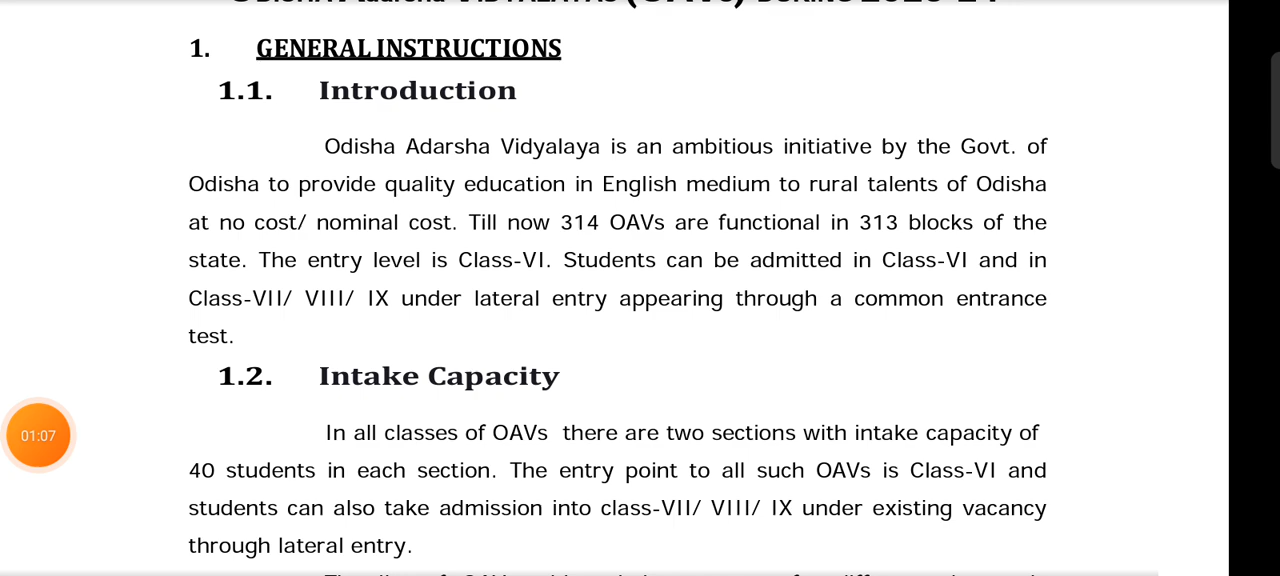 1. GENERAL INSTRUCTIONS
1.1. Introduction
Odisha Adarsha Vidyalaya is an ambitious initiative by the Govt. of
Odisha to provide quality education in English medium to rural talents of Odisha
at no cost/ nominal cost. Till now 314 OAVs are functional in 313 blocks of the
state. The entry level is Class-VI. Students can be admitted in Class-VI and in
Class-VII/ VIII/ IX under lateral entry appearing through a common entrance
test.
1.2. Intake Capacity
In all classes of OAVs there are two sections with intake capacity of
40 students in each section. The entry point to all such OAVs is Class-VI and
students can also take admission into class-VII/ VIII/ IX under existing vacancy
through lateral entry.
01:07